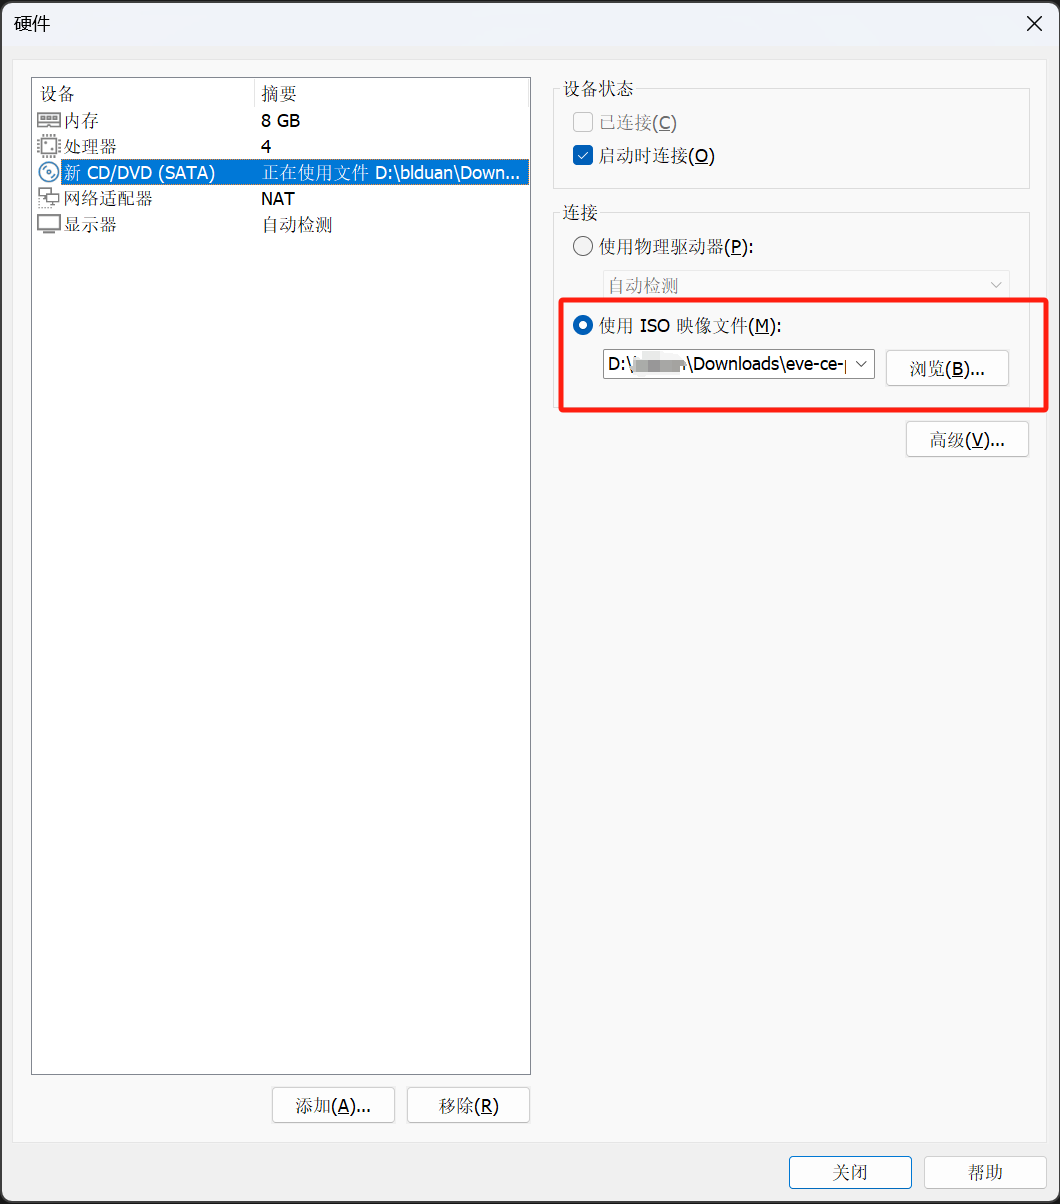 硬件
设备 摘要
内存 8 GB
处理器 4
新 CD/DVD (SATA) 正在使用文件 D:\blduan\Down...
网络适配器 NAT
显示器 自动检测
添加(A)... 移除(R)
设备状态
已连接(C)
启动时连接(O)
连接
使用物理驱动器(P):
自动检测
使用 ISO 映像文件(M):
D:\ \Downloads\eve-ce- 浏览(B)...
高级(V)...
关闭 帮助